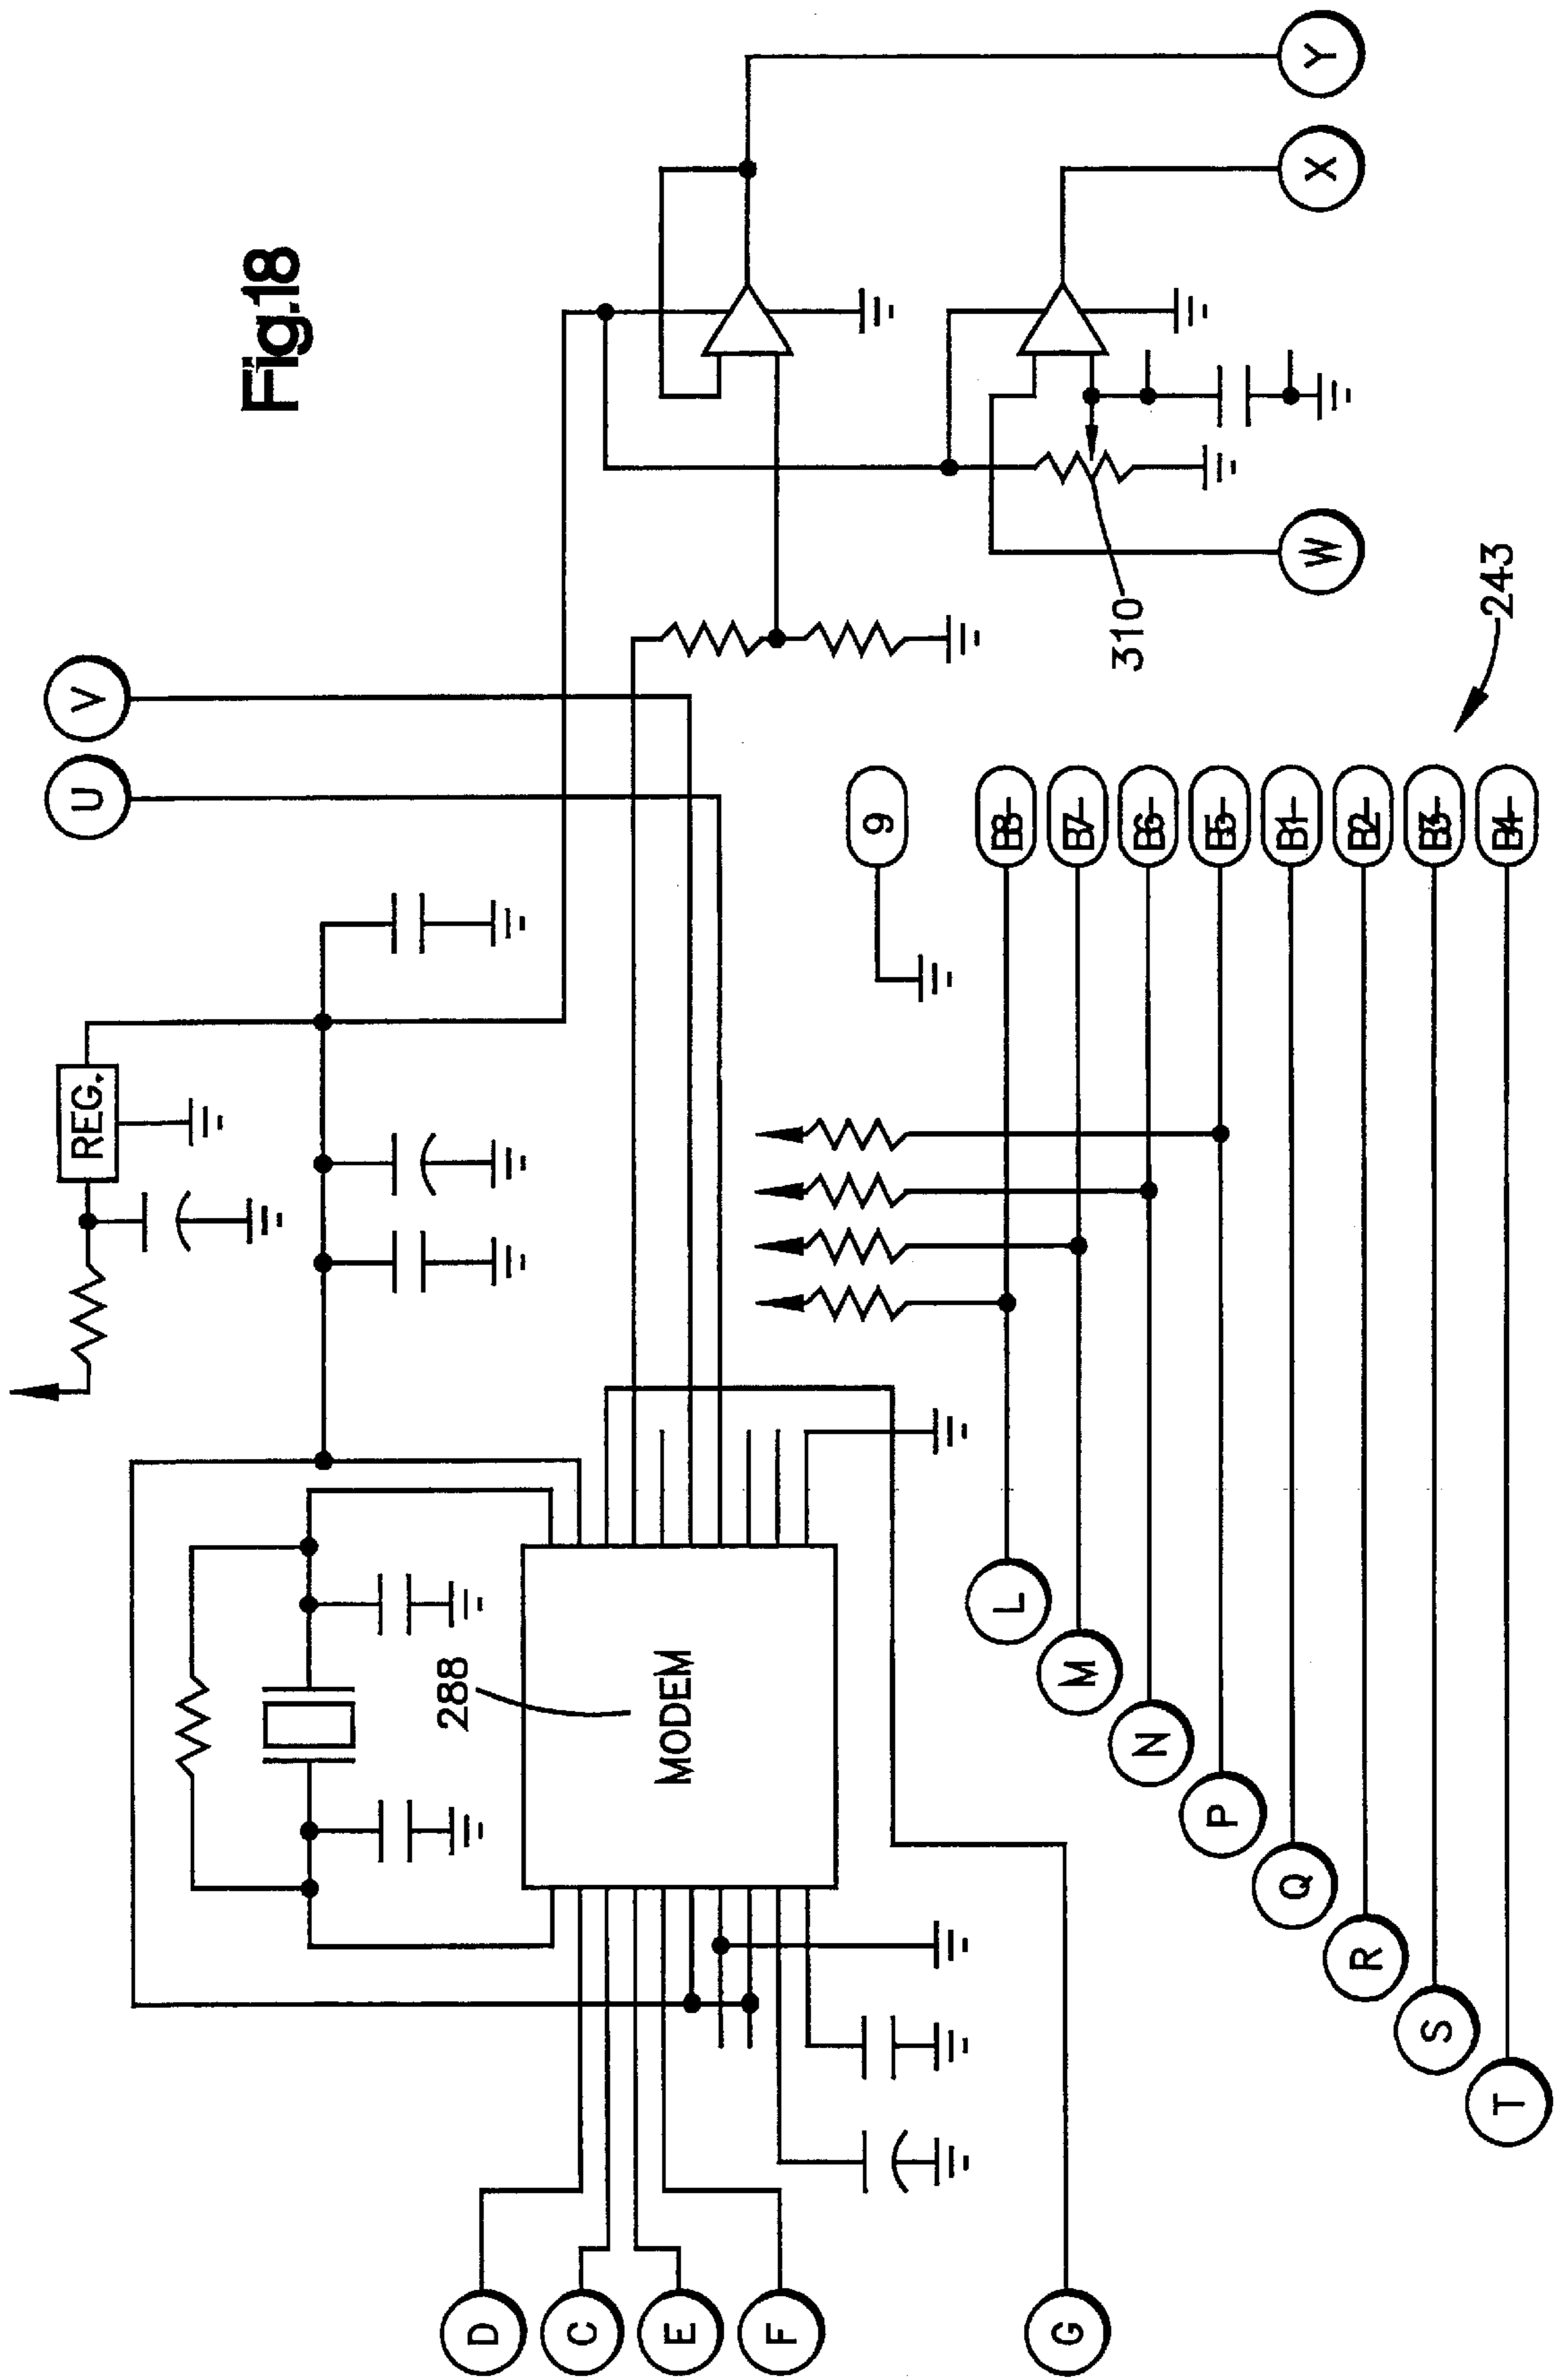 Fig.18
U
V
REG.
288
MODEM
D
C
E
F
G
9
B8-
B7-
B6-
B5-
B1-
B2-
B3-
B4-
L
M
N
P
Q
R
S
T
310
W
X
Y
243